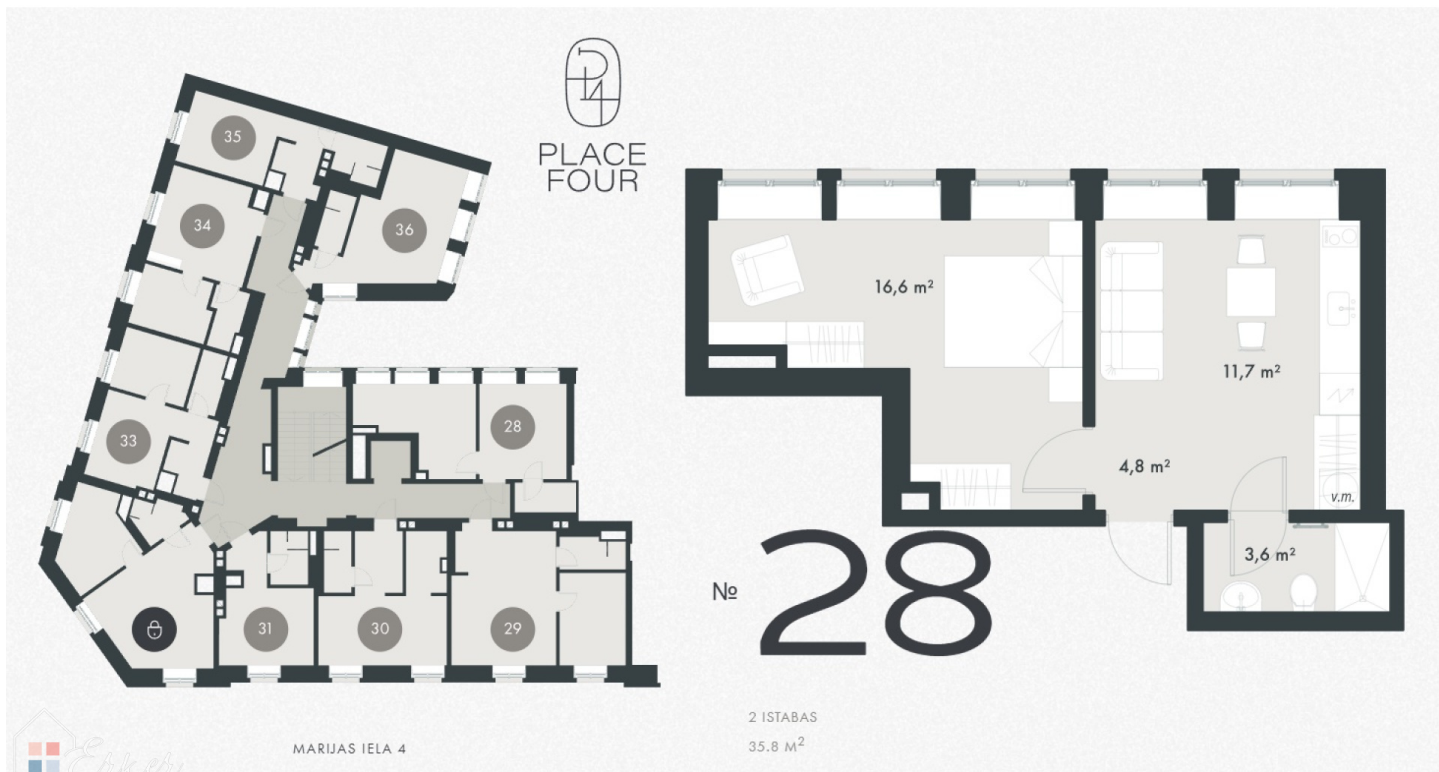 PLACE
FOUR
35
34
36
33
28
31
30
29
MARIJAS IELA 4
16,6 m²
11,7 m²
4,8 m²
v.m.
3,6 m²
№ 28
2 ISTABAS
35.8 M²